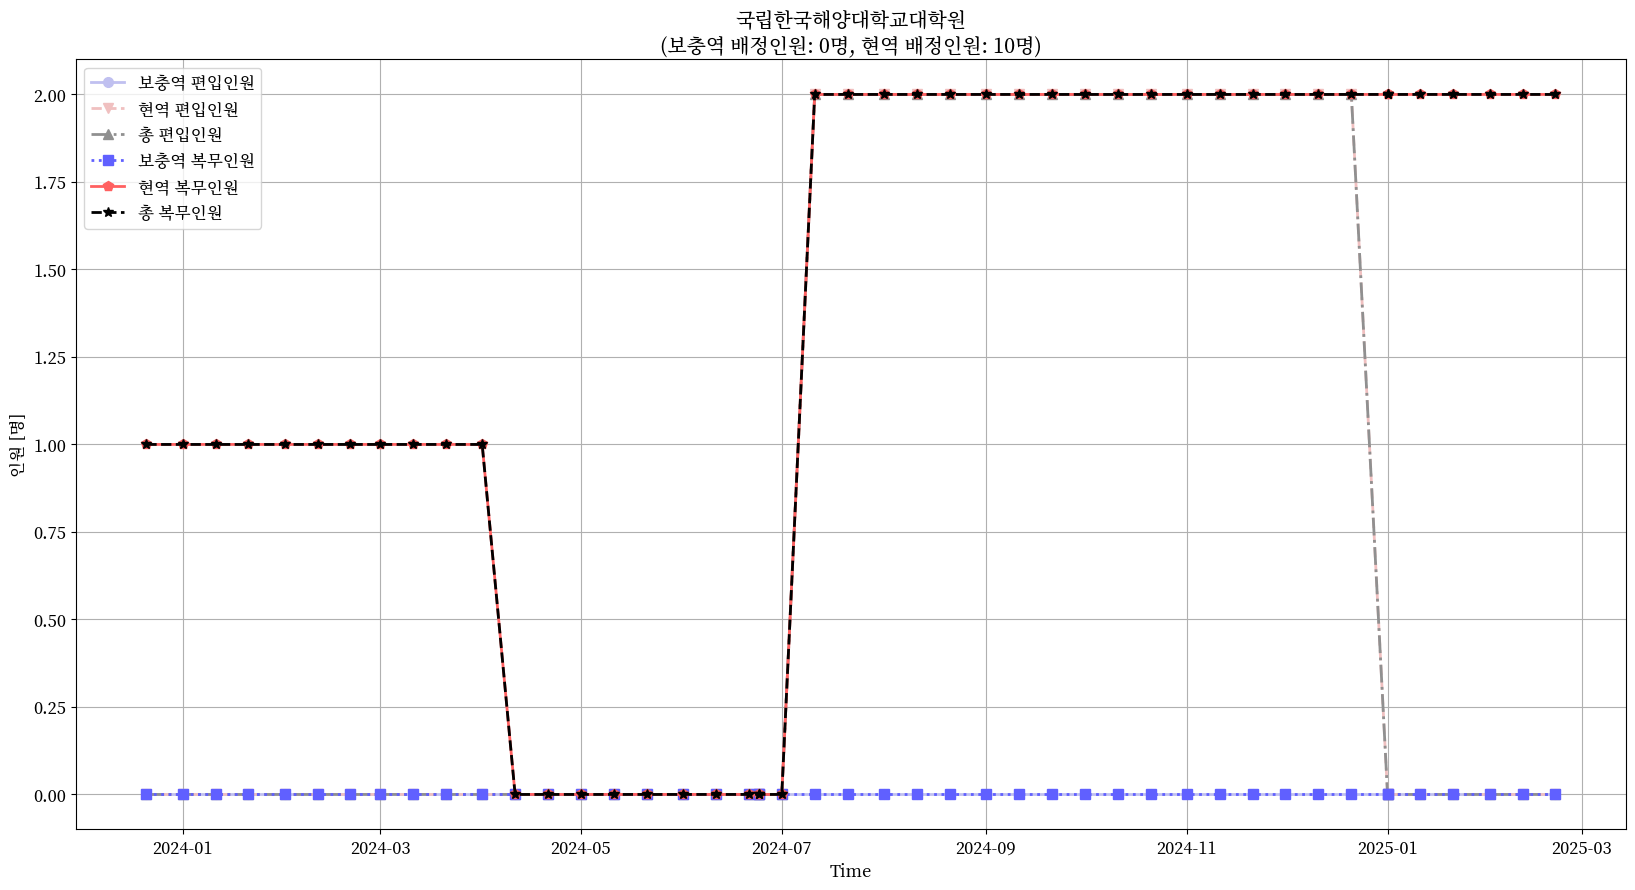 국립한국해양대학교대학원
(보충역 배정인원: 0명, 현역 배정인원: 10명)
보충역 편입인원
현역 편입인원
총 편입인원
보충역 복무인원
현역 복무인원
총 복무인원
인원 [명]
2.00
1.75
1.50
1.25
1.00
0.75
0.50
0.25
0.00
2024-01
2024-03
2024-05
2024-07
2024-09
2024-11
2025-01
2025-03
Time